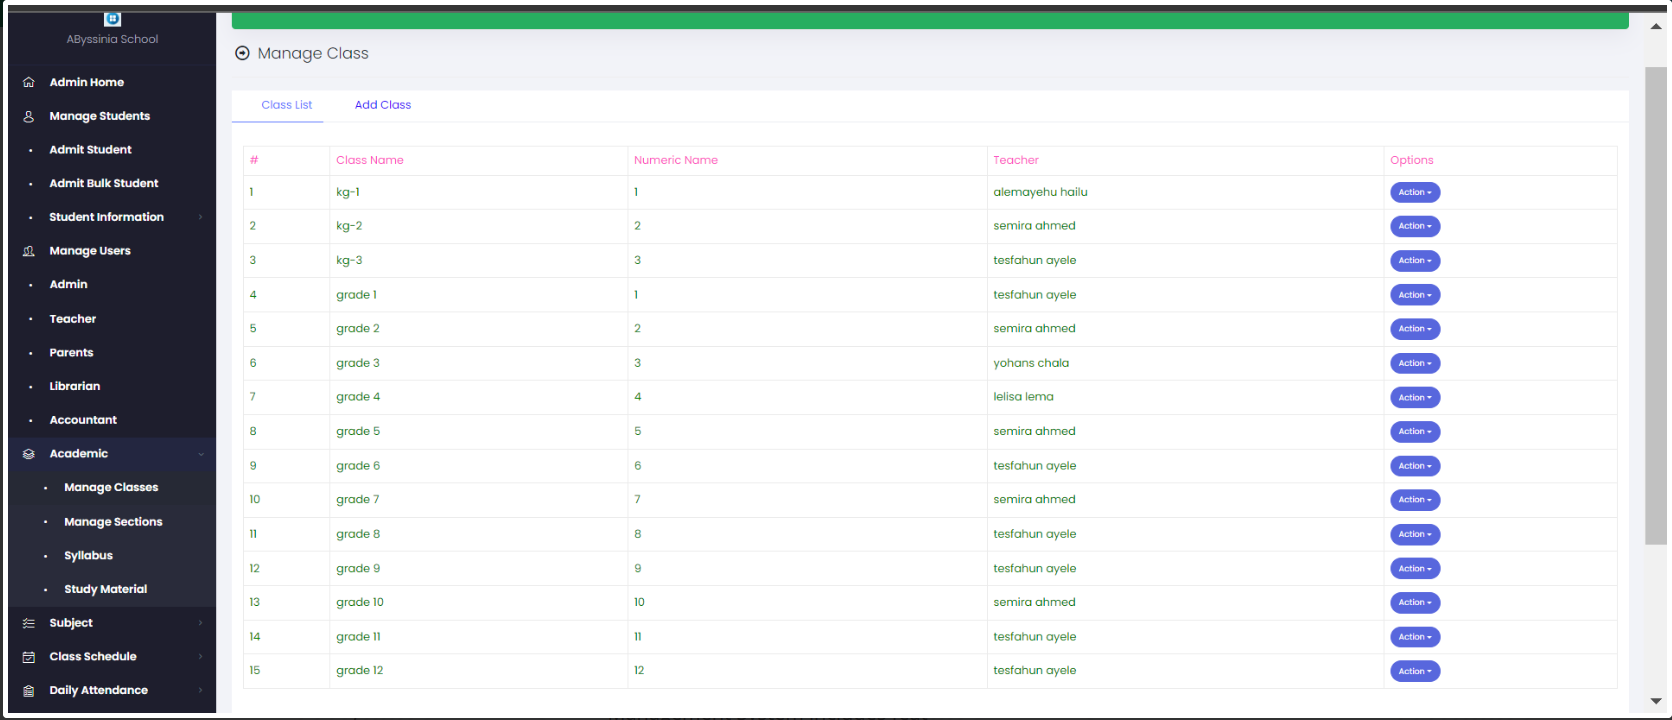 AByssinia School
Admin Home
Manage Students
Admit Student
Admit Bulk Student
Student Information
Manage Users
Admin
Teacher
Parents
Librarian
Accountant
Academic
Manage Classes
Manage Sections
Syllabus
Study Material
Subject
Class Schedule
Daily Attendance
Manage Class
Class List Add Class
# Class Name Numeric Name Teacher Options
1 kg-1 1 alemayehu hailu Action
2 kg-2 2 semira ahmed Action
3 kg-3 3 tesfahun ayele Action
4 grade 1 1 tesfahun ayele Action
5 grade 2 2 semira ahmed Action
6 grade 3 3 yohans chala Action
7 grade 4 4 lelisa lema Action
8 grade 5 5 semira ahmed Action
9 grade 6 6 tesfahun ayele Action
10 grade 7 7 semira ahmed Action
11 grade 8 8 tesfahun ayele Action
12 grade 9 9 tesfahun ayele Action
13 grade 10 10 semira ahmed Action
14 grade 11 11 tesfahun ayele Action
15 grade 12 12 tesfahun ayele Action